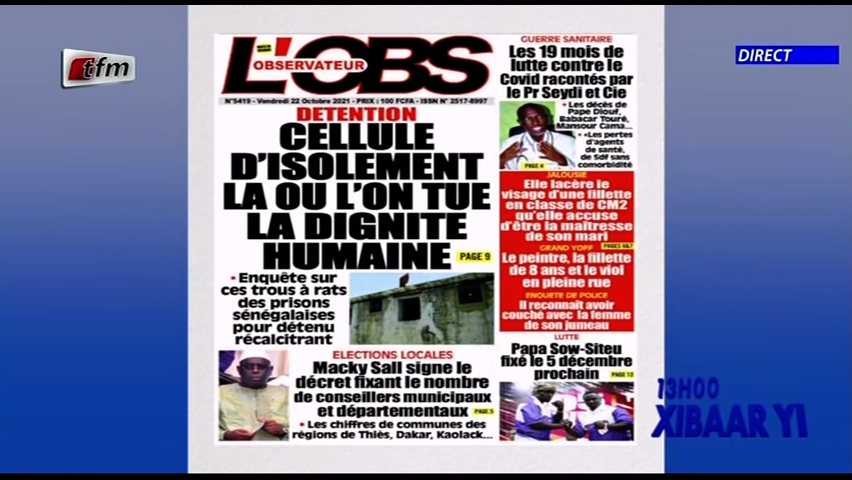 tfm
DIRECT
L'OBS
OBSERVATEUR
N°5419 - Vendredi 22 Octobre 2021 - PRIX : 100 FCFA - ISSN N° 2517-8997
DETENTION
CELLULE
D'ISOLEMENT
LA OU L'ON TUE
LA DIGNITE
HUMAINE
PAGE 9
• Enquête sur
ces trous à rats
des prisons
sénégalaises
pour détenu
récalcitrant
ELECTIONS LOCALES
Macky Sall signe le
décret fixant le nombre
de conseillers municipaux
et départementaux
PAGE 5
• Les chiffres de communes des
régions de Thiès, Dakar, Kaolack...
GUERRE SANITAIRE
Les 19 mois de
lutte contre le
Covid racontés par
le Pr Seydi et Cie
• Les décès de
Pape Diouf,
Babacar Touré,
Mansour Cama...
• Les pertes
d'agents de
santé, de Sdf sans
comorbidité
PAGE 4
JALOUSIE
Elle lacère le
visage d'une fillette
en classe de CM2
qu'elle accuse
d'être la maîtresse
de son mari
PAGES 6&7
GRAND YOFF
Le peintre, la fillette
de 8 ans et le viol
en pleine rue
ENQUETE DE POLICE
Il reconnaît avoir
couché avec la femme
de son jumeau
LUTTE
Papa Sow-Siteu
fixé le 5 décembre
prochain
PAGE 12
13H00
XIBAAR YI